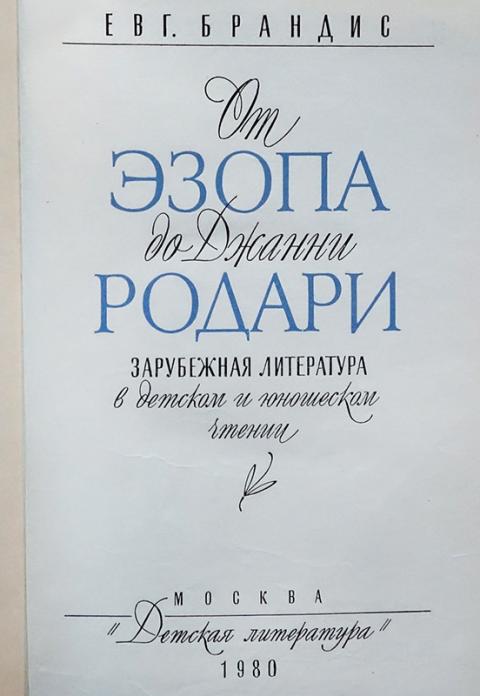 ЕВГ. БРАНДИС
От
ЭЗОПА
до Джанни
РОДАРИ
ЗАРУБЕЖНАЯ ЛИТЕРАТУРА
в детском и юношеском
чтении
МОСКВА
"Детская литература"
1980